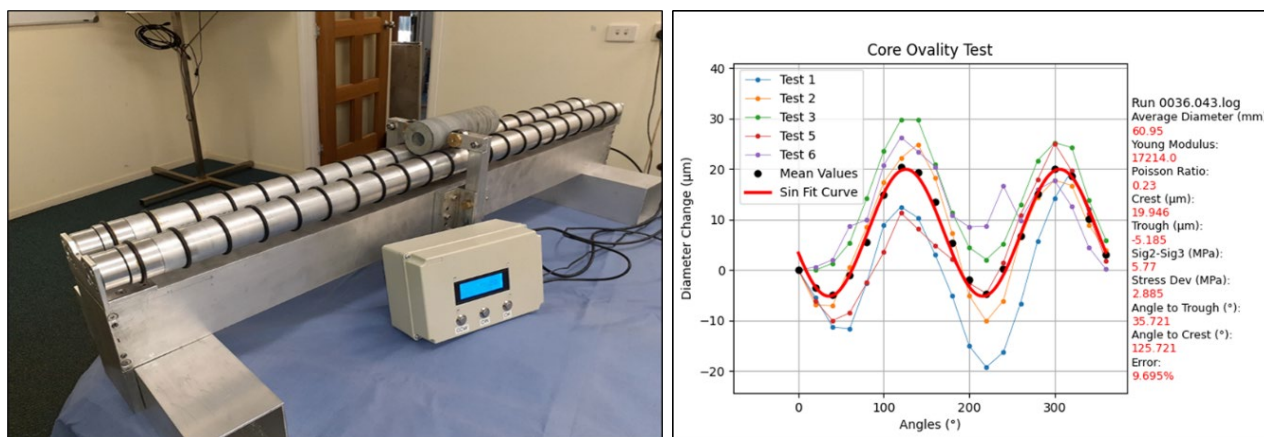 Core Ovality Test
Test 1
Test 2
Test 3
Test 5
Test 6
Mean Values
Sin Fit Curve
Diameter Change (μm)
40
30
20
10
0
−10
−20
0
100
200
300
Angles (°)
Run 0036.043.log
Average Diameter (mm)
60.95
Young Modulus:
17214.0
Poisson Ratio:
0.23
Crest (μm):
19.946
Trough (μm):
-5.185
Sig2-Sig3 (MPa):
5.77
Stress Dev (MPa):
2.885
Angle to Trough (°):
35.721
Angle to Crest (°):
125.721
Error:
9.695%